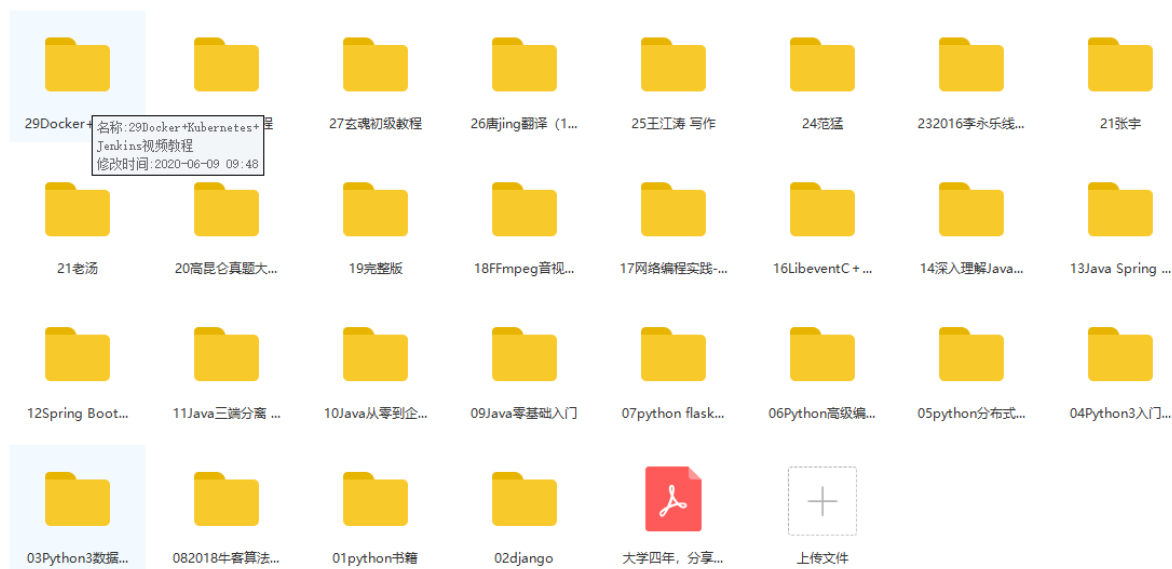 29Docker+
程
27玄魂初级教程
26唐jing翻译（1...
25王江涛 写作
24范猛
232016李永乐线...
21张宇
名称:29Docker+Kubernetes+
Jenkins视频教程
修改时间:2020-06-09 09:48
21老汤
20高昆仑真题大...
19完整版
18FFmpeg音视...
17网络编程实践-...
16LibeventC + ...
14深入理解Java...
13Java Spring ...
12Spring Boot...
11Java三端分离 ...
10Java从零到企...
09Java零基础入门
07python flask...
06Python高级编...
05python分布式...
04Python3入门...
03Python3数据...
082018牛客算法...
01python书籍
02django
大学四年，分享...
上传文件